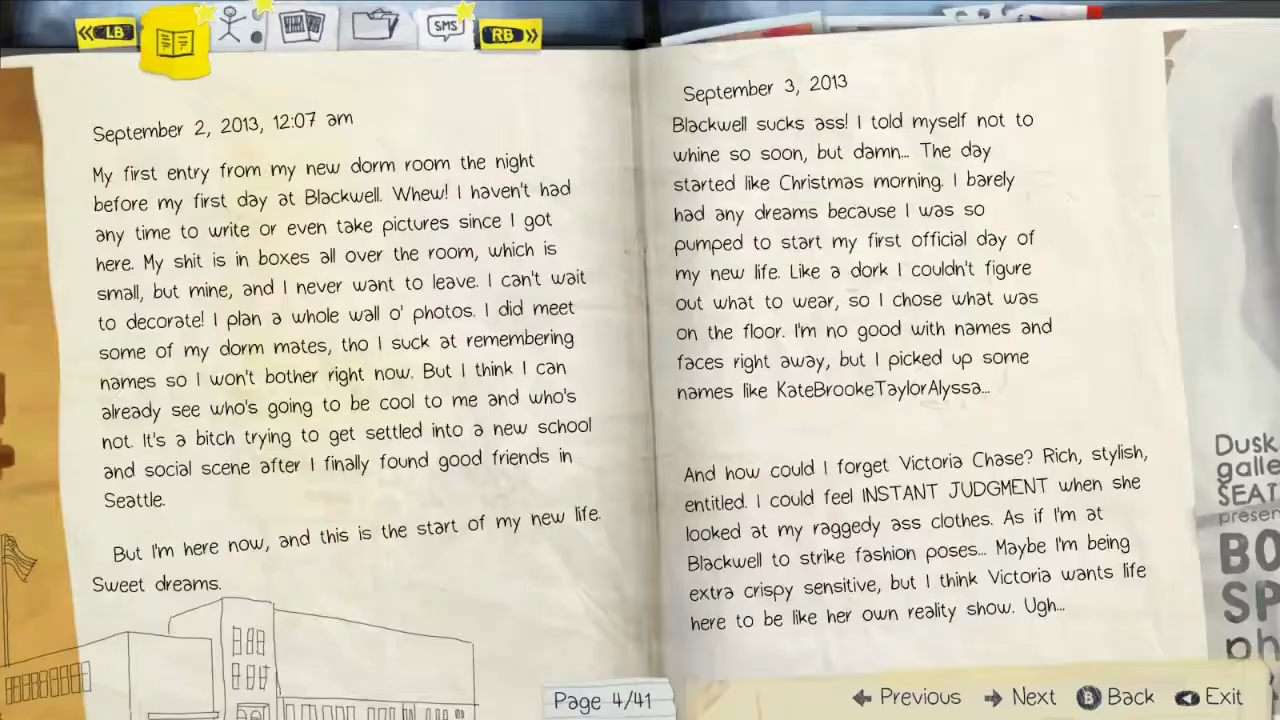 LB
SMS
RB
September 2, 2013, 12:07 am
My first entry from my new dorm room the night
before my first day at Blackwell. Whew! I haven't had
any time to write or even take pictures since I got
here. My shit is in boxes all over the room, which is
small, but mine, and I never want to leave. I can't wait
to decorate! I plan a whole wall o' photos. I did meet
some of my dorm mates, tho I suck at remembering
names so I won't bother right now. But I think I can
already see who's going to be cool to me and who's
not. It's a bitch trying to get settled into a new school
and social scene after I finally found good friends in
Seattle.
But I'm here now, and this is the start of my new life.
Sweet dreams.
September 3, 2013
Blackwell sucks ass! I told myself not to
whine so soon, but damn... The day
started like Christmas morning. I barely
had any dreams because I was so
pumped to start my first official day of
my new life. Like a dork I couldn't figure
out what to wear, so I chose what was
on the floor. I'm no good with names and
faces right away, but I picked up some
names like KateBrookeTaylorAlyssa...
And how could I forget Victoria Chase? Rich, stylish,
entitled. I could feel INSTANT JUDGMENT when she
looked at my raggedy ass clothes. As if I'm at
Blackwell to strike fashion poses... Maybe I'm being
extra crispy sensitive, but I think Victoria wants life
here to be like her own reality show. Ugh...
Dusk
galle
SEAT
presen
BO
SP
ph
Page 4/41
Previous
Next
B Back
Exit